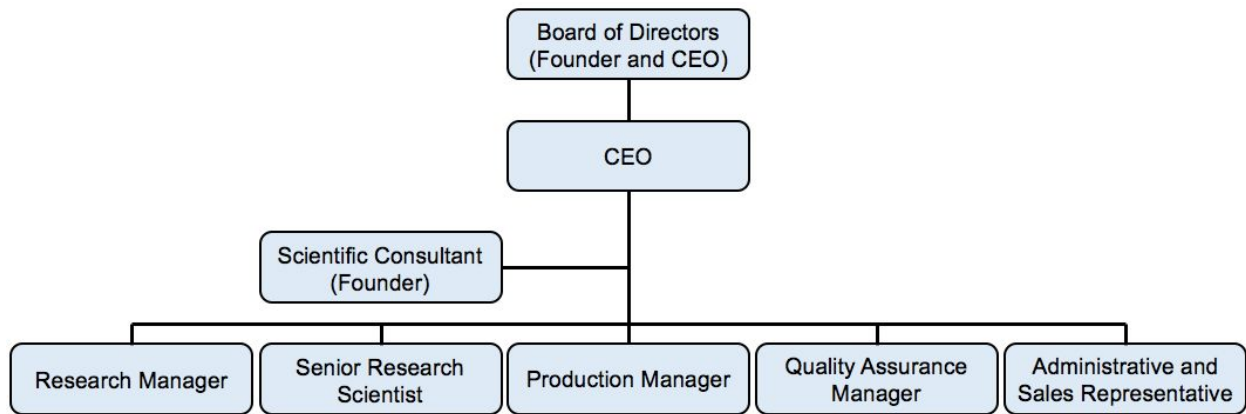 Board of Directors
(Founder and CEO)
CEO
Scientific Consultant
(Founder)
Research Manager
Senior Research
Scientist
Production Manager
Quality Assurance
Manager
Administrative and
Sales Representative